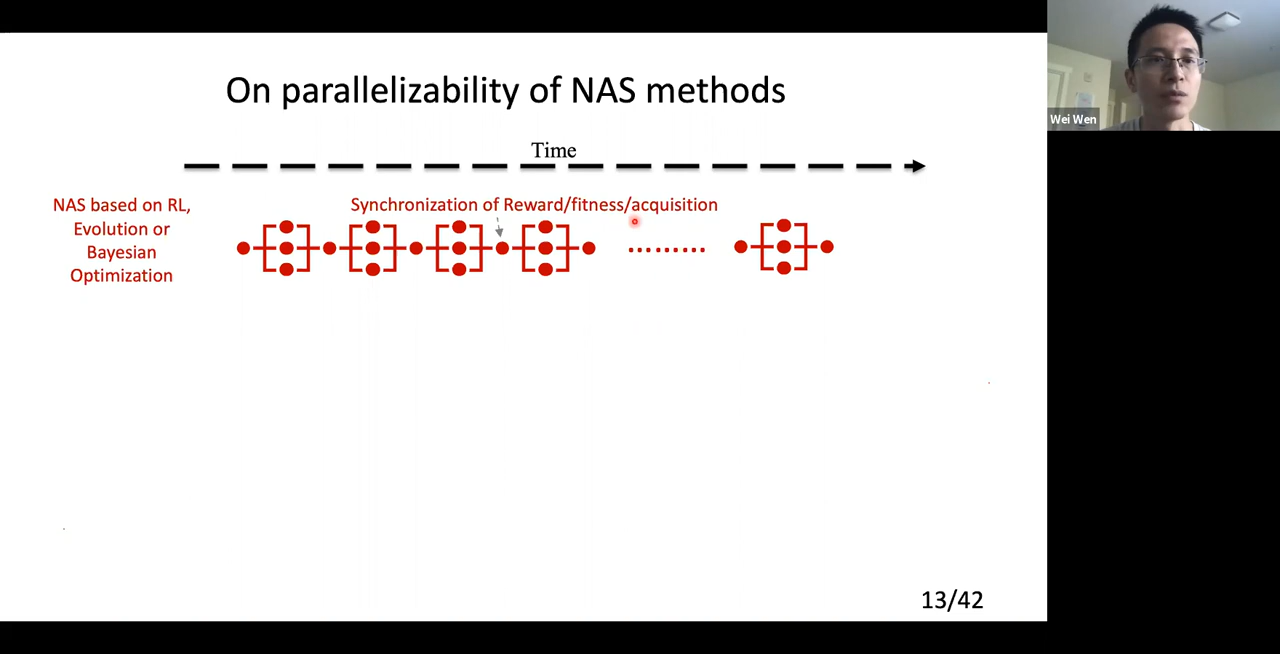 On parallelizability of NAS methods
Wei Wen
Time
NAS based on RL,
Evolution or
Bayesian
Optimization
Synchronization of Reward/fitness/acquisition
13/42